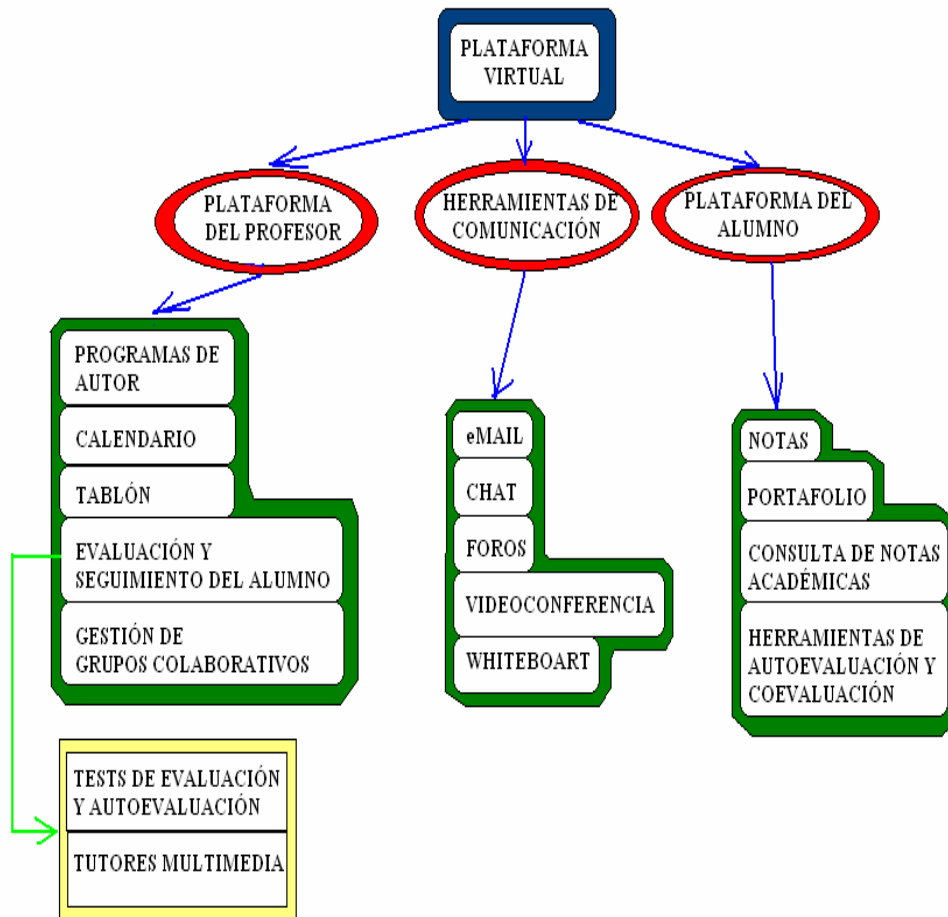 PLATAFORMA
VIRTUAL
PLATAFORMA
DEL PROFESOR
HERRAMIENTAS DE
COMUNICACIÓN
PLATAFORMA DEL
ALUMNO
PROGRAMAS DE
AUTOR
CALENDARIO
TABLÓN
EVALUACIÓN Y
SEGUIMIENTO DEL ALUMNO
GESTIÓN DE
GRUPOS COLABORATIVOS
eMAIL
CHAT
FOROS
VIDEOCONFERENCIA
WHITEBOART
NOTAS
PORTAFOLIO
CONSULTA DE NOTAS
ACADÉMICAS
HERRAMIENTAS DE
AUTOEVALUACIÓN Y
COEVALUACIÓN
TESTS DE EVALUACIÓN
Y AUTOEVALUACIÓN
TUTORES MULTIMEDIA